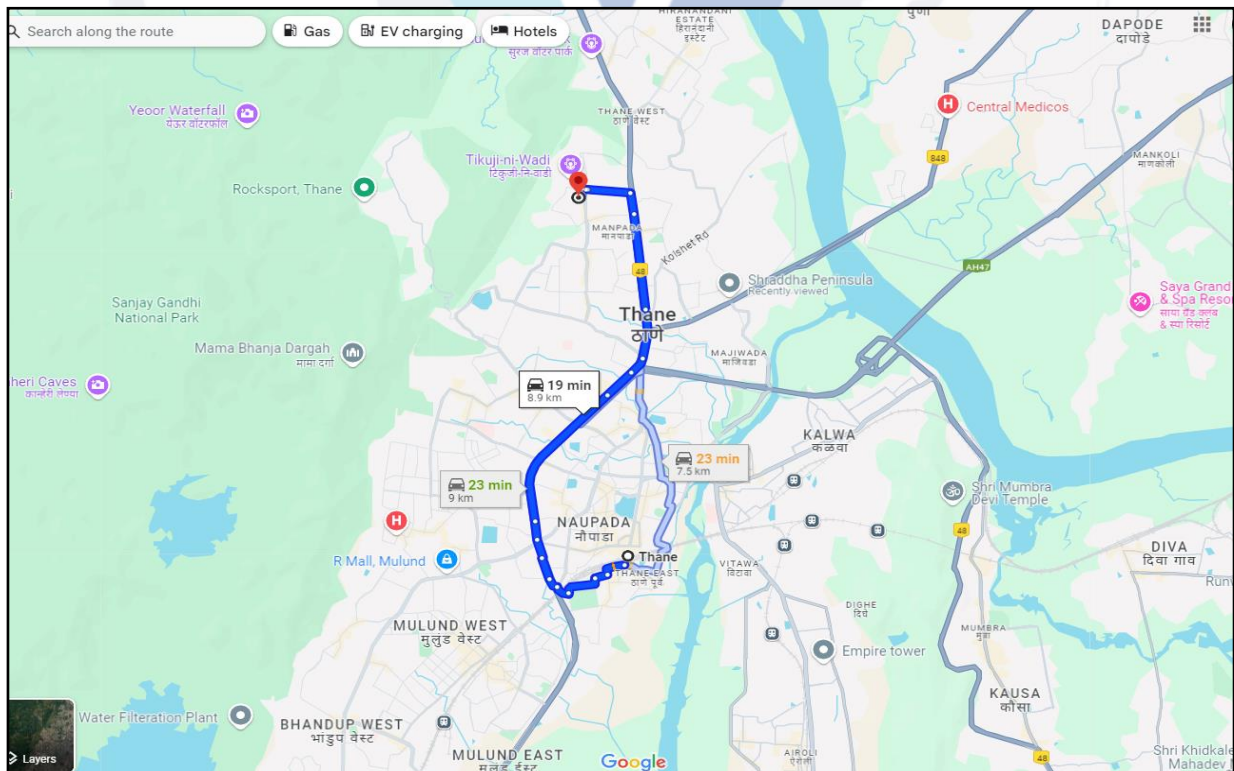 Search along the route
Gas
EV charging
Hotels
सुरज वॉटर पार्क
HIRANANDANI
ESTATE
हिरानंदानी
इस्टेट
DAPODE
दापोडे
Yeoor Waterfall
येऊर वॉटरफॉल
THANE WEST
ठाणे वेस्ट
Central Medicos
848
MANKOLI
माणकोली
Tikuji-ni-Wadi
टिकुजी-नि-वाडी
Rocksport, Thane
MANPADA
मानपाडा
Kolshet Rd
48
AH47
Shraddha Peninsula
Recently viewed
Sanjay Gandhi
National Park
Thane
ठाणे
Saya Grand
& Spa Resor
साया ग्रँड क्लब
& स्पा रिसॉर्ट
Mama Bhanja Dargah
मामा दर्गा
MAJIWADA
माजिवडा
heri Caves
कान्हेरी लेण्या
19 min
8.9 km
23 min
7.5 km
KALWA
कळवा
23 min
9 km
Shri Mumbra
Devi Temple
NAUPADA
नौपाडा
48
R Mall, Mulund
Thane
THANE EAST
ठाणे पूर्व
VITAWA
विटावा
DIVA
दिवा गाव
DIGHE
दिघे
MULUND WEST
मुलुंड वेस्ट
MUMBRA
मुंब्रा
Empire tower
KAUSA
कौसा
Water Filteration Plant
BHANDUP WEST
भांडुप वेस्ट
MULUND EAST
मुलुंड ईस्ट
AIROLI
ऐरोली
48
Shri Khidkale
Mahadev
Layers
Google